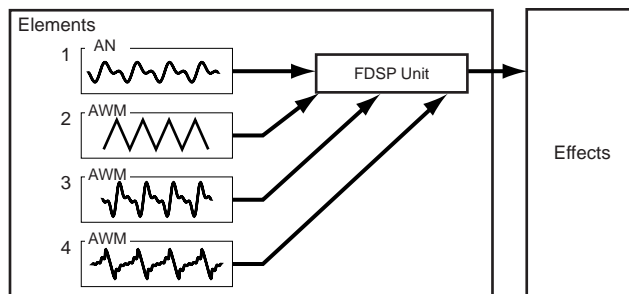 Elements
1 AN
FDSP Unit
2 AWM
Effects
3 AWM
4 AWM